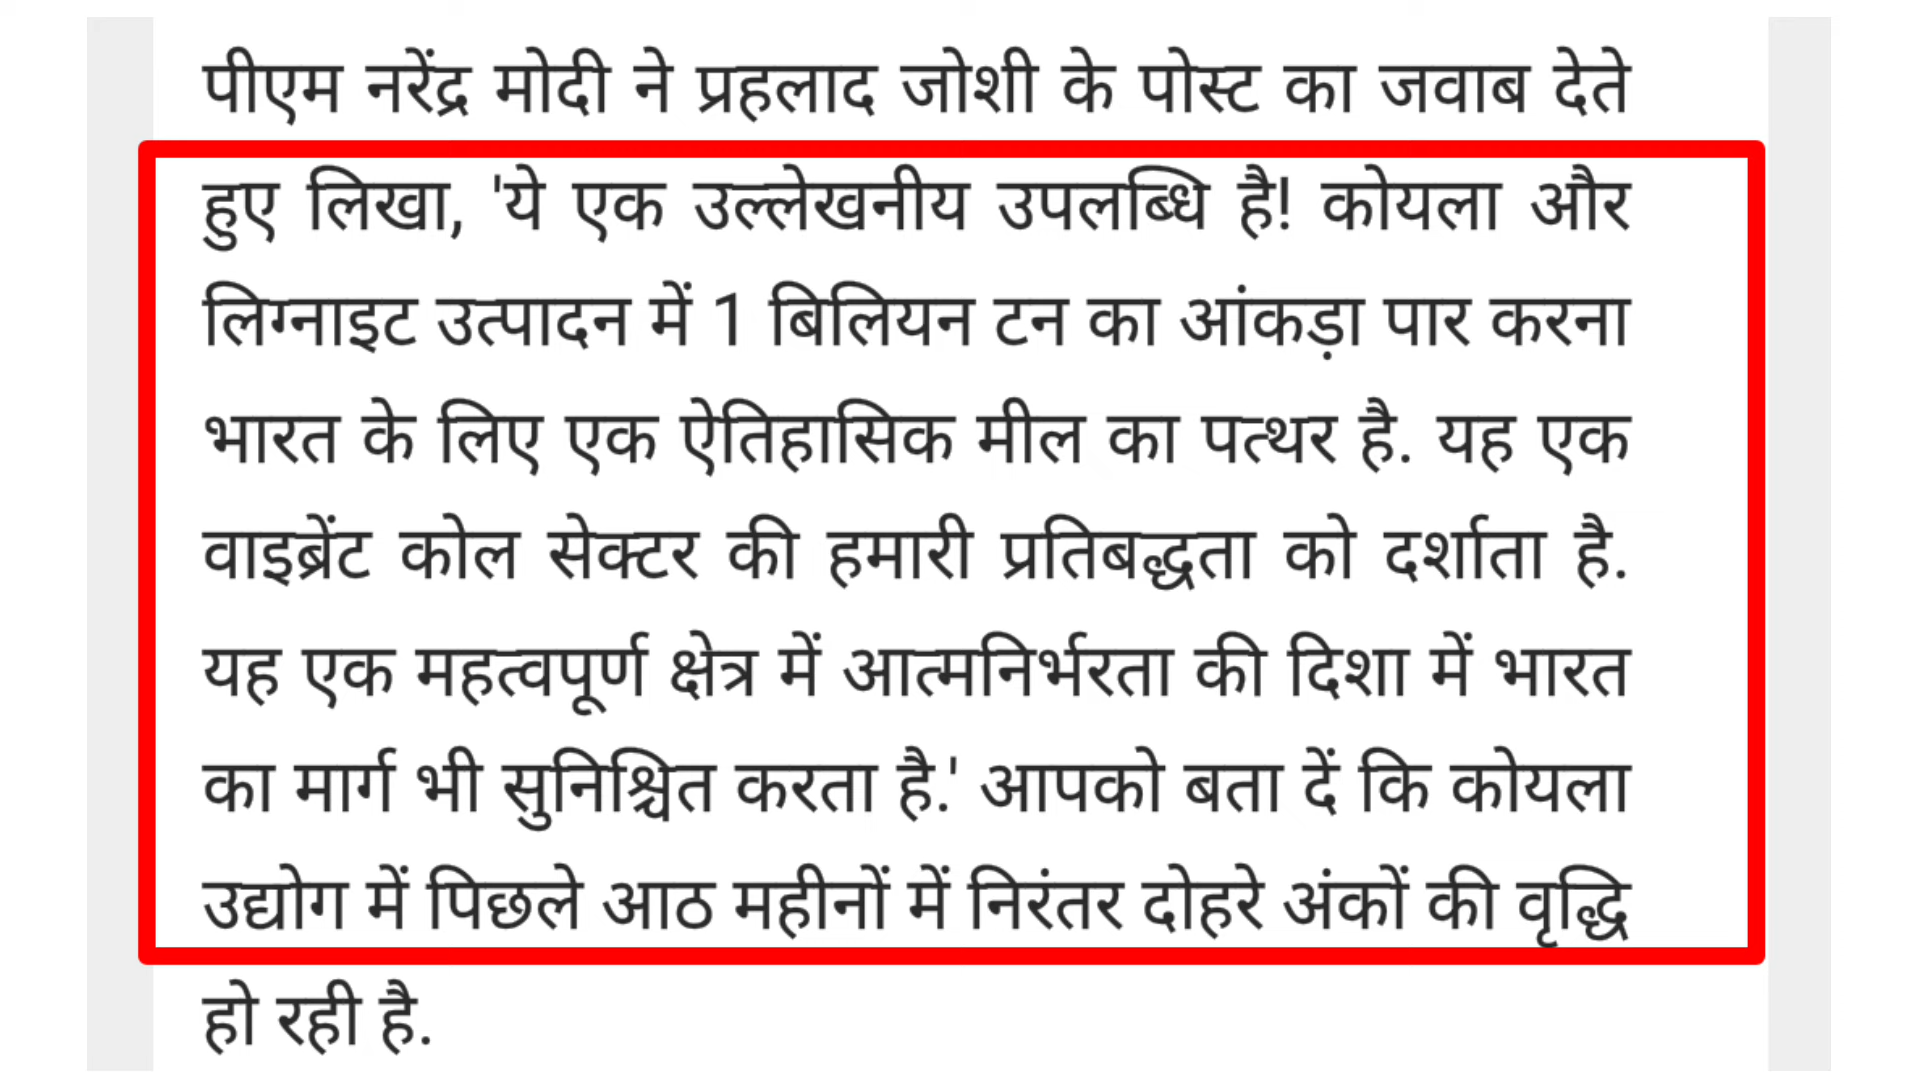 पीएम नरेंद्र मोदी ने प्रहलाद जोशी के पोस्ट का जवाब देते
हुए लिखा, 'ये एक उल्लेखनीय उपलब्धि है! कोयला और
लिग्नाइट उत्पादन में 1 बिलियन टन का आंकड़ा पार करना
भारत के लिए एक ऐतिहासिक मील का पत्थर है. यह एक
वाइब्रेंट कोल सेक्टर की हमारी प्रतिबद्धता को दर्शाता है.
यह एक महत्वपूर्ण क्षेत्र में आत्मनिर्भरता की दिशा में भारत
का मार्ग भी सुनिश्चित करता है.' आपको बता दें कि कोयला
उद्योग में पिछले आठ महीनों में निरंतर दोहरे अंकों की वृद्धि
हो रही है.